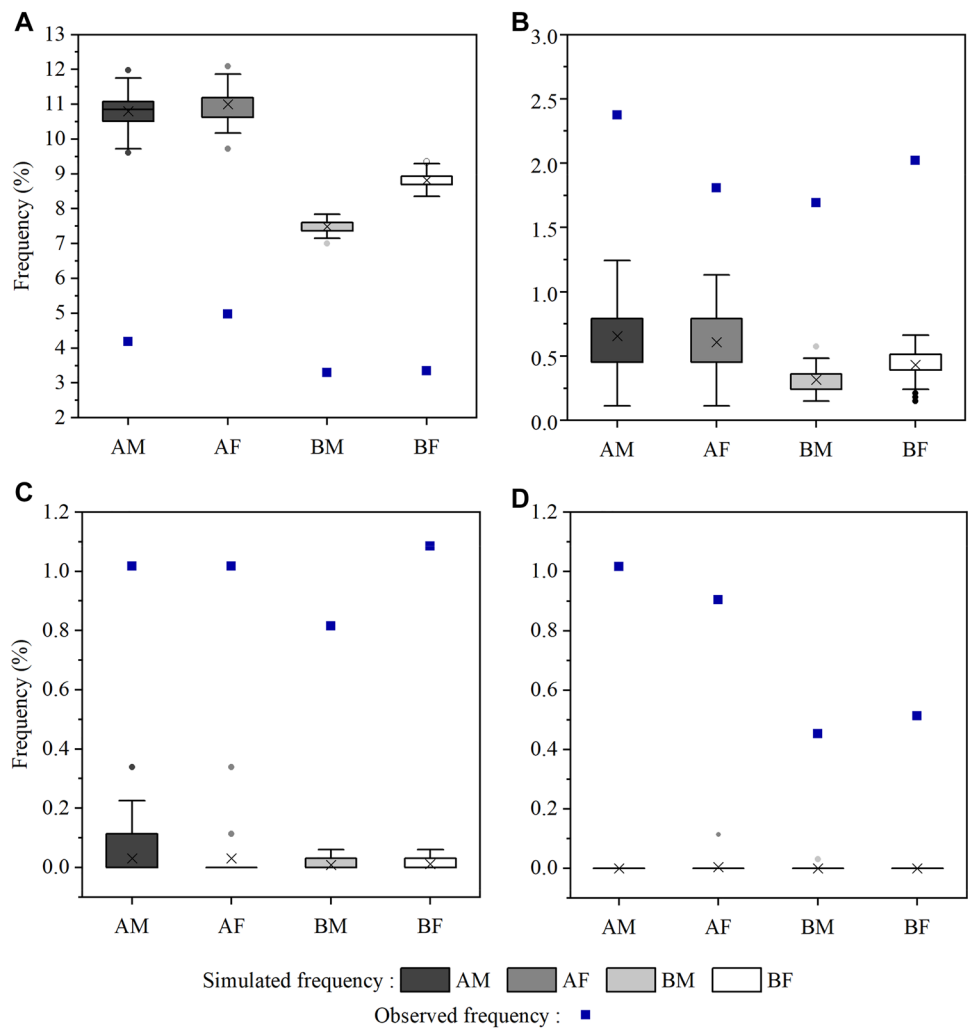 A
13
12
11
10
9
8
7
6
5
4
3
2
Frequency (%)
AM AF BM BF
B
3.0
2.5
2.0
1.5
1.0
0.5
0.0
AM AF BM BF
C
1.2
1.0
0.8
0.6
0.4
0.2
0.0
Frequency (%)
AM AF BM BF
D
1.2
1.0
0.8
0.6
0.4
0.2
0.0
AM AF BM BF
Simulated frequency : AM AF BM BF
Observed frequency :